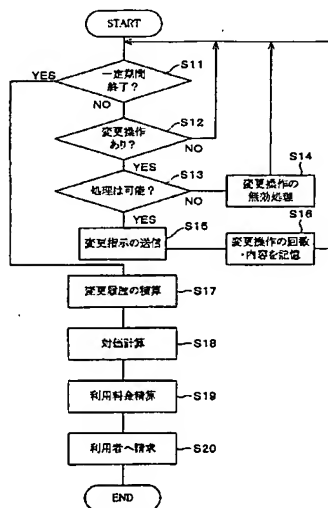 START
YES
一定期間
終了？
S11
NO
変更操作
あり？
S12
NO
YES
処理は可能？
S13
NO
S14
変更操作の
無効処理
YES
S15
変更指示の送信
S16
変更操作の回数
・内容を記憶
変更履歴の積算
S17
対価計算
S18
利用料金積算
S19
利用者へ請求
S20
END